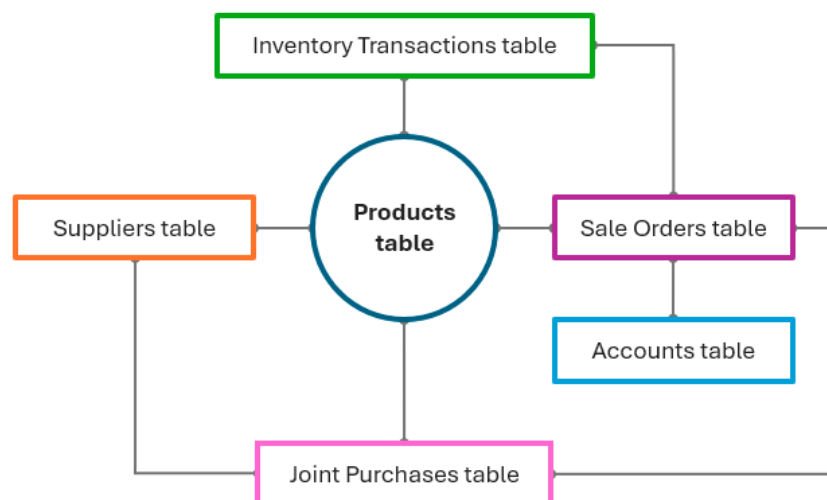 Inventory Transactions table
Products
table
Suppliers table
Sale Orders table
Accounts table
Joint Purchases table